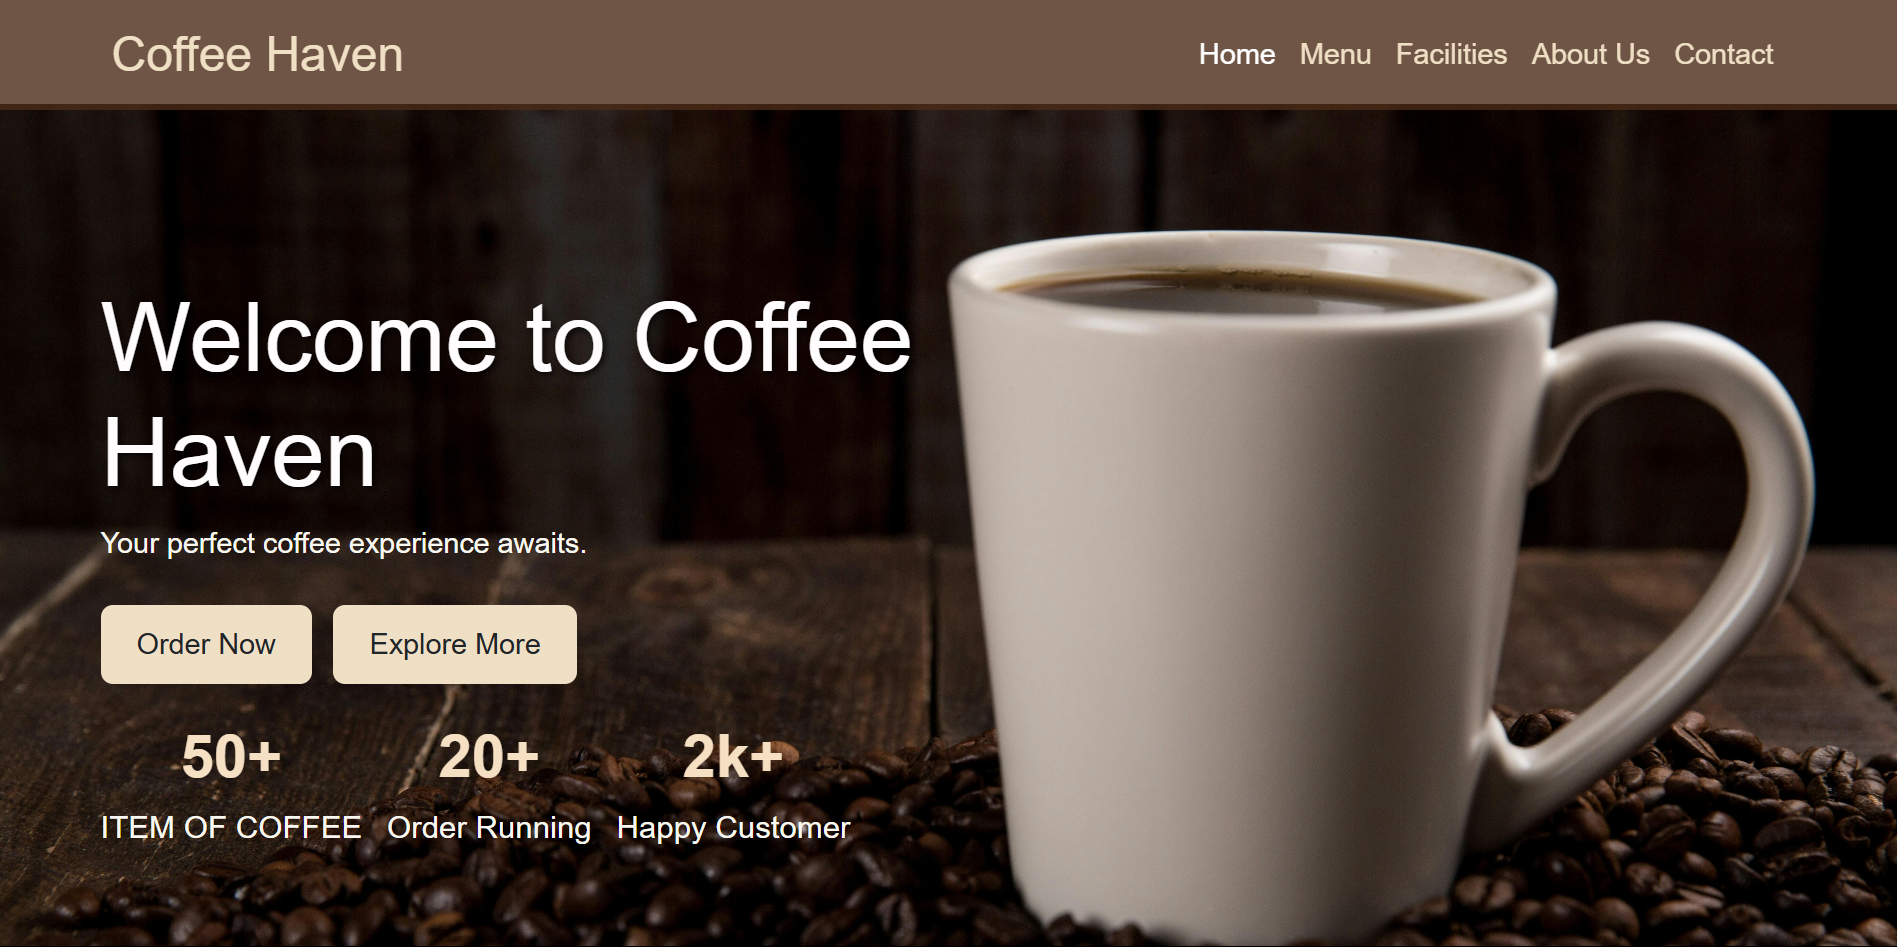 Coffee Haven
Home Menu Facilities About Us Contact
Welcome to Coffee
Haven
Your perfect coffee experience awaits.
Order Now
Explore More
50+ 20+ 2k+
ITEM OF COFFEE Order Running Happy Customer